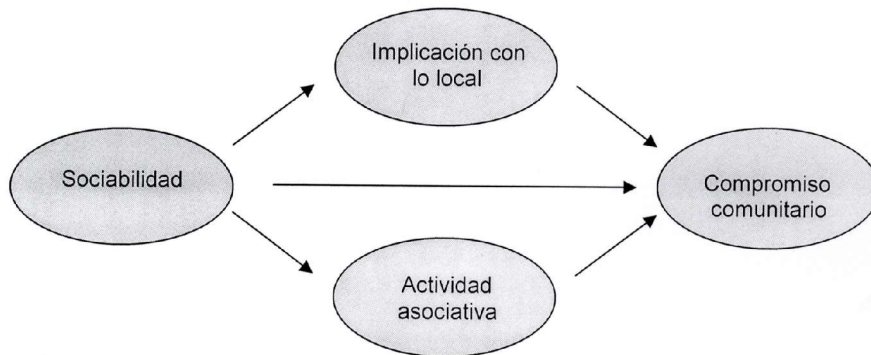 Implicación con
lo local
Sociabilidad
Compromiso
comunitario
Actividad
asociativa